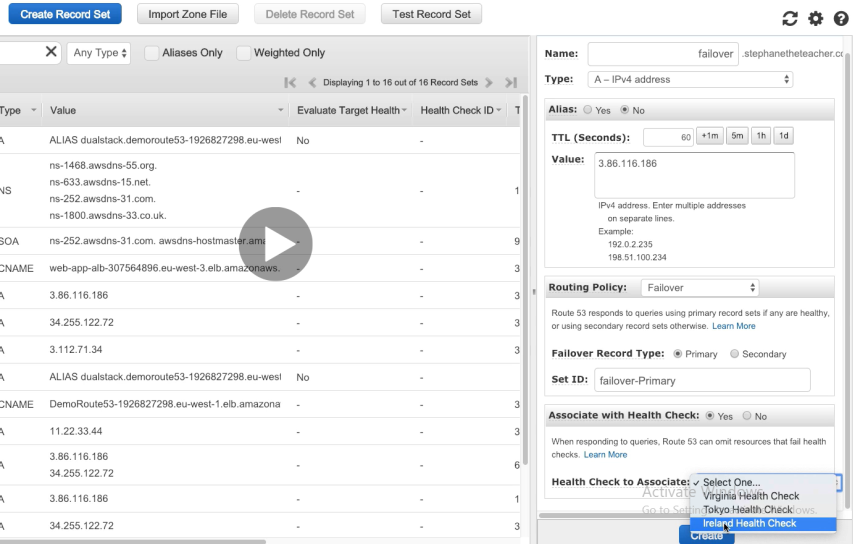 Create Record Set Import Zone File Delete Record Set Test Record Set
Any Type Aliases Only Weighted Only
Displaying 1 to 16 out of 16 Record Sets
Type Value Evaluate Target Health Health Check ID T
A ALIAS dualstack.demoroute53-1926827298.eu-west No -
ns-1468.awsdns-55.org.
ns-633.awsdns-15.net.
NS - - 1
ns-252.awsdns-31.com.
ns-1800.awsdns-33.co.uk.
SOA ns-252.awsdns-31.com. awsdns-hostmaster.ama - - 9
CNAME web-app-alb-307564896.eu-west-3.elb.amazonaws. - 3
A 3.86.116.186 - - 3
A 34.255.122.72 - - 3
A 3.112.71.34 - - 3
A ALIAS dualstack.demoroute53-1926827298.eu-west No -
CNAME DemoRoute53-1926827298.eu-west-1.elb.amazona - - 3
A 11.22.33.44 - - 3
3.86.116.186
A - - 6
34.255.122.72
A 3.86.116.186 - - 1
A 34.255.122.72 - - 3
Name: failover .stephanetheteacher.co
Type: A – IPv4 address
Alias: Yes No
TTL (Seconds): 60 +1m 5m 1h 1d
Value: 3.86.116.186
IPv4 address. Enter multiple addresses
on separate lines.
Example:
192.0.2.235
198.51.100.234
Routing Policy: Failover
Route 53 responds to queries using primary record sets if any are healthy,
or using secondary record sets otherwise. Learn More
Failover Record Type: Primary Secondary
Set ID: failover-Primary
Associate with Health Check: Yes No
When responding to queries, Route 53 can omit resources that fail health
checks. Learn More
Health Check to Associate: ✓ Select One...
Virginia Health Check
Tokyo Health Check
Ireland Health Check
Create
Activate Windows
Go to Settings Windows.